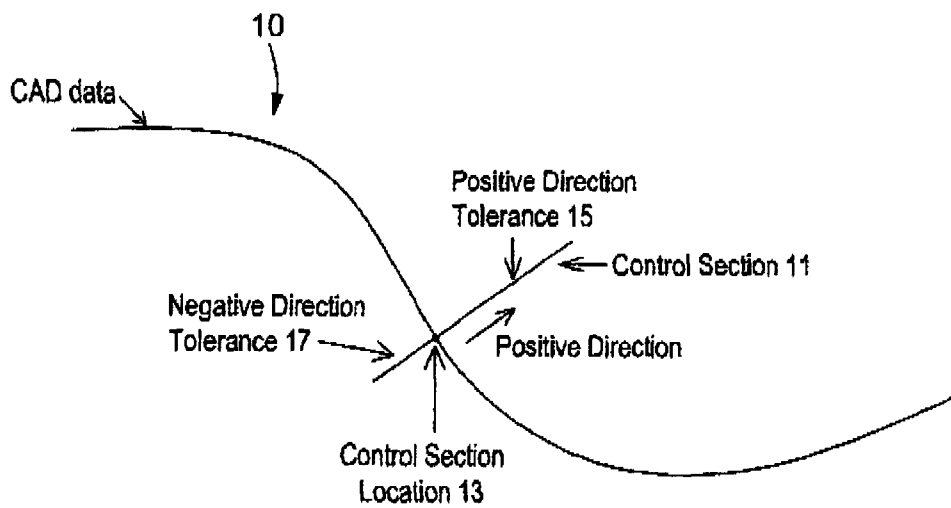 10
CAD data
Positive Direction
Tolerance 15
Control Section 11
Negative Direction
Tolerance 17
Positive Direction
Control Section
Location 13